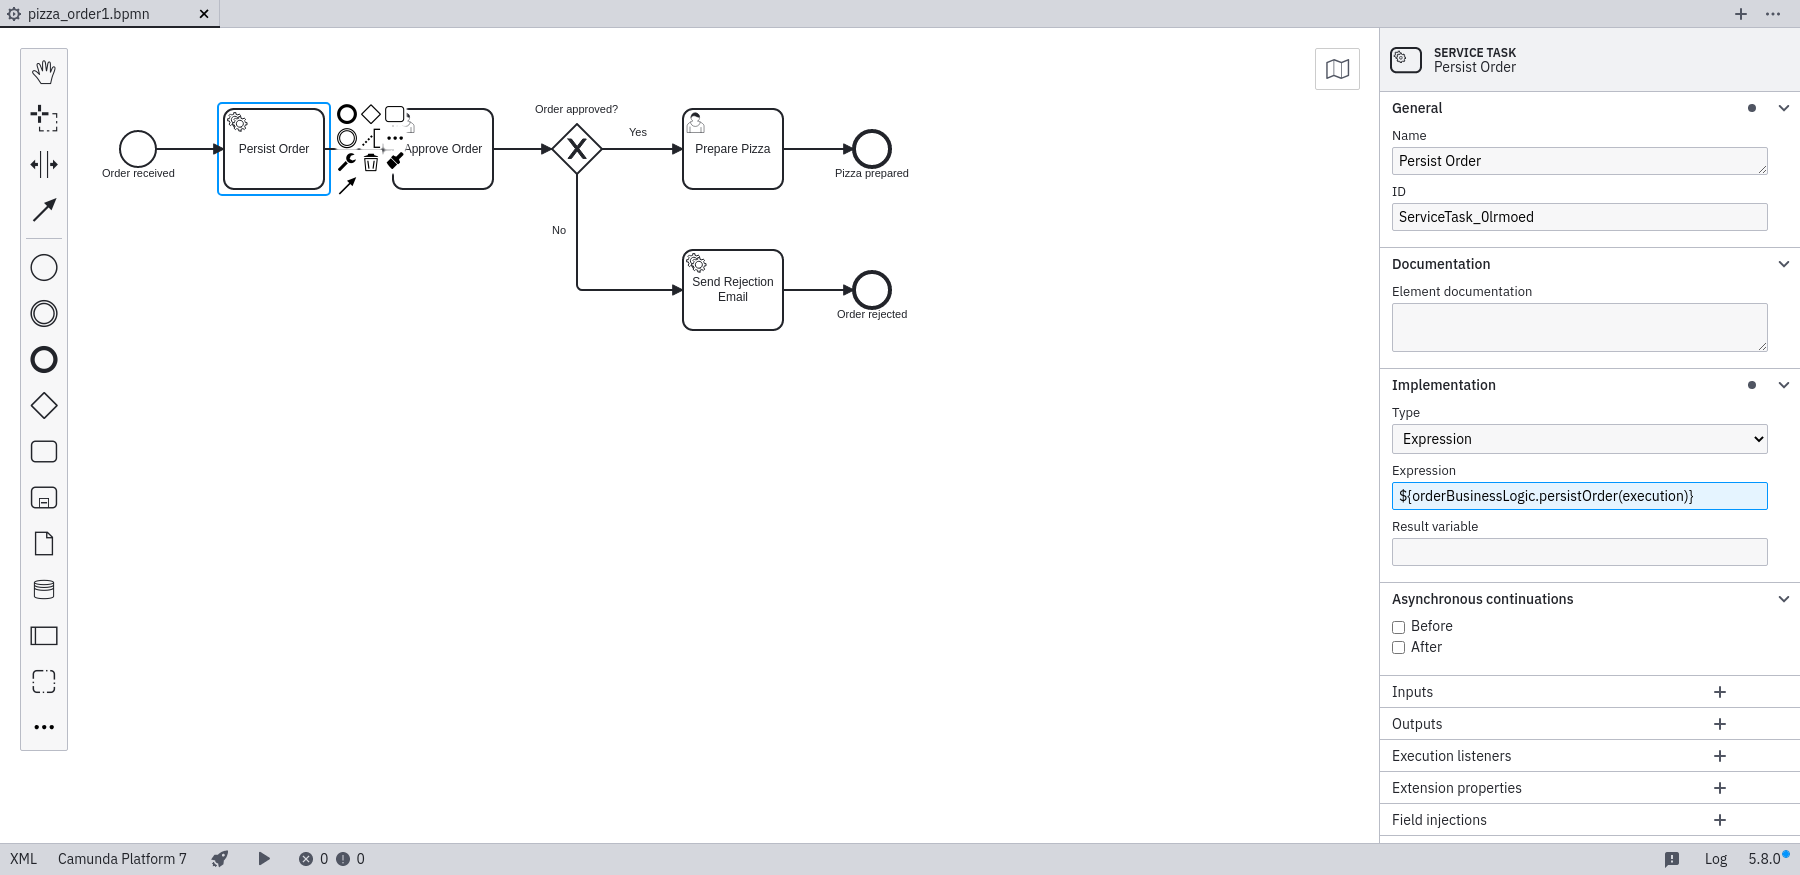 pizza_order1.bpmn
Order received
Persist Order
Approve Order
Order approved?
Yes
No
Prepare Pizza
Pizza prepared
Send Rejection
Email
Order rejected
SERVICE TASK
Persist Order
General
Name
Persist Order
ID
ServiceTask_0lrmoed
Documentation
Element documentation
Implementation
Type
Expression
Expression
${orderBusinessLogic.persistOrder(execution)}
Result variable
Asynchronous continuations
Before
After
Inputs
Outputs
Execution listeners
Extension properties
Field injections
XML Camunda Platform 7 0 0 Log 5.8.0